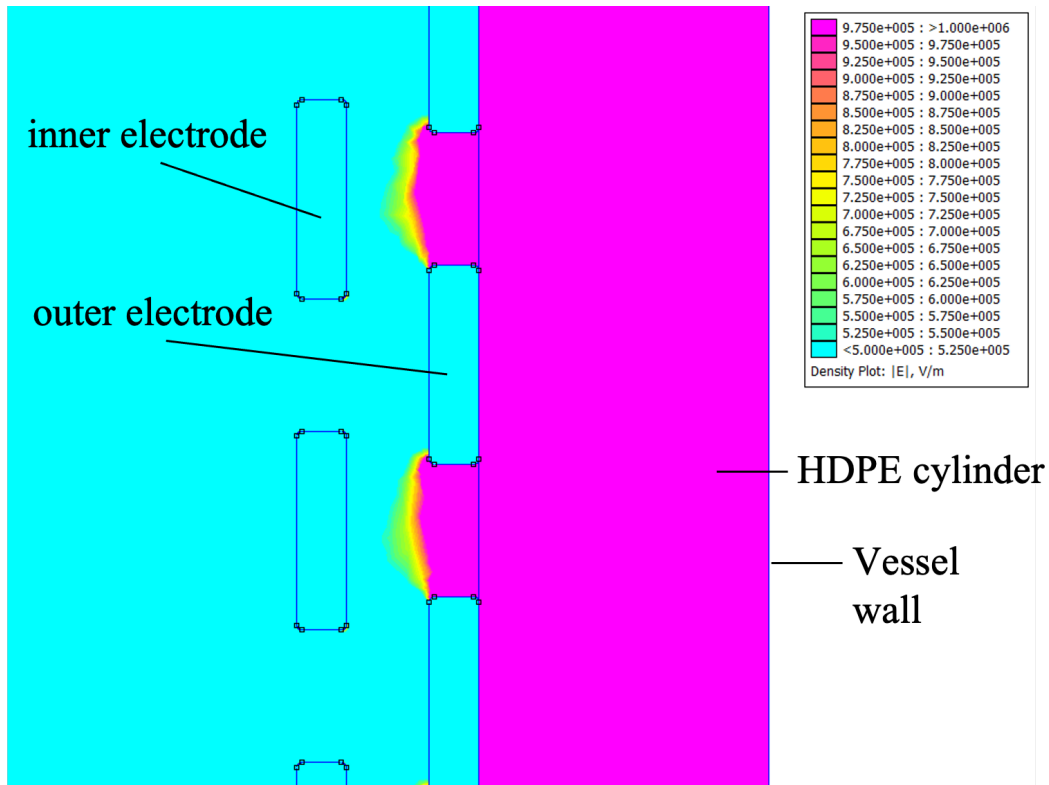 inner electrode
outer electrode
9.750e+005 : >1.000e+006
9.500e+005 : 9.750e+005
9.250e+005 : 9.500e+005
9.000e+005 : 9.250e+005
8.750e+005 : 9.000e+005
8.500e+005 : 8.750e+005
8.250e+005 : 8.500e+005
8.000e+005 : 8.250e+005
7.750e+005 : 8.000e+005
7.500e+005 : 7.750e+005
7.250e+005 : 7.500e+005
7.000e+005 : 7.250e+005
6.750e+005 : 7.000e+005
6.500e+005 : 6.750e+005
6.250e+005 : 6.500e+005
6.000e+005 : 6.250e+005
5.750e+005 : 6.000e+005
5.500e+005 : 5.750e+005
5.250e+005 : 5.500e+005
<5.000e+005 : 5.250e+005
Density Plot: |E|, V/m
HDPE cylinder
Vessel
wall